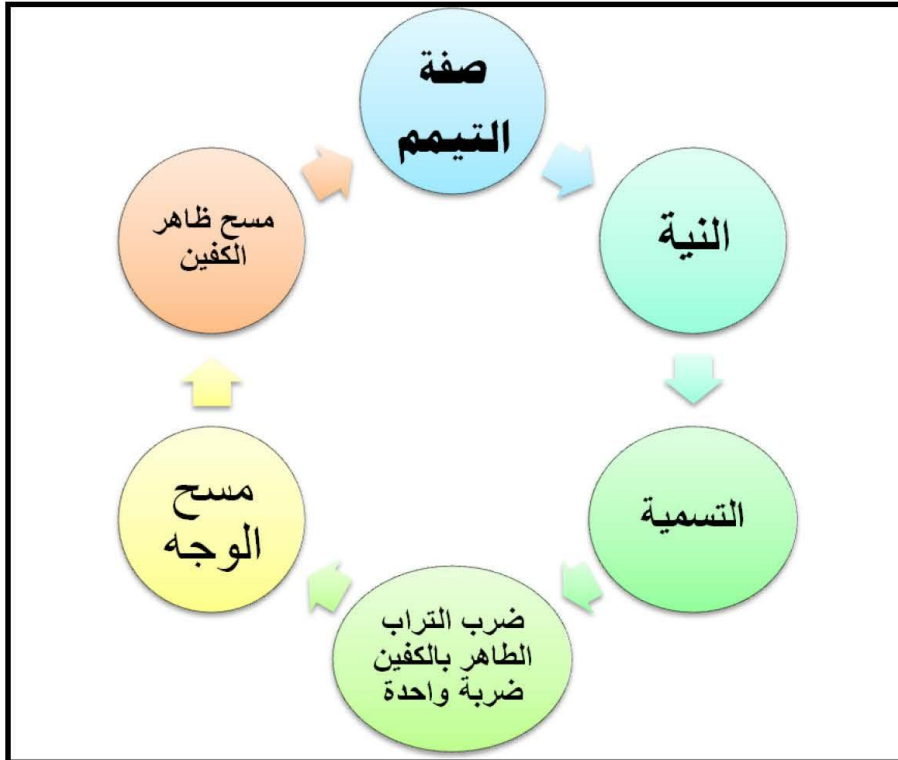 صفة
التيمم
النية
التسمية
ضرب التراب
الطاهر بالكفين
ضربة واحدة
مسح
الوجه
مسح ظاهر
الكفين